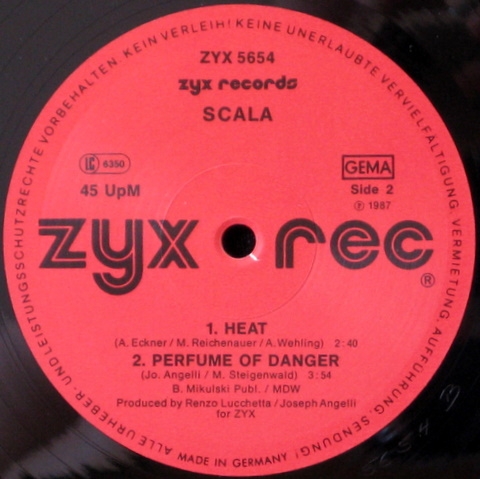 ALLE URHEBER- UND LEISTUNGSSCHUTZRECHTE VORBEHALTEN. KEIN VERLEIH! KEINE UNERLAUBTE VERVIELFÄLTIGUNG, VERMIETUNG, AUFFÜHRUNG, SENDUNG!
ZYX 5654
zyx records
SCALA
LC 6350
GEMA
45 UpM
Side 2
℗ 1987
zyx rec®
1. HEAT
(A. Eckner/M. Reichenauer/A. Wehling) 2:40
2. PERFUME OF DANGER
(Jo. Angelli/M. Steigenwald) 3:54
B. Mikulski Publ./MDW
Produced by Renzo Lucchetta/Joseph Angelli
for ZYX
MADE IN GERMANY